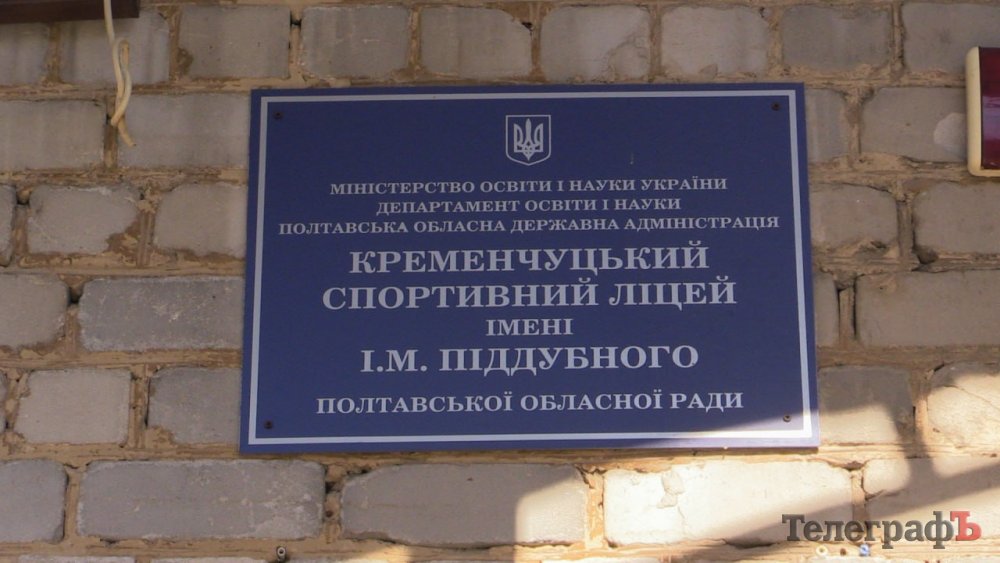 МІНІСТЕРСТВО ОСВІТИ І НАУКИ УКРАЇНИ
ДЕПАРТАМЕНТ ОСВІТИ І НАУКИ
ПОЛТАВСЬКА ОБЛАСНА ДЕРЖАВНА АДМІНІСТРАЦІЯ
КРЕМЕНЧУЦЬКИЙ
СПОРТИВНИЙ ЛІЦЕЙ
ІМЕНІ
І.М. ПІДДУБНОГО
ПОЛТАВСЬКОЇ ОБЛАСНОЇ РАДИ
ТелеграфЪ